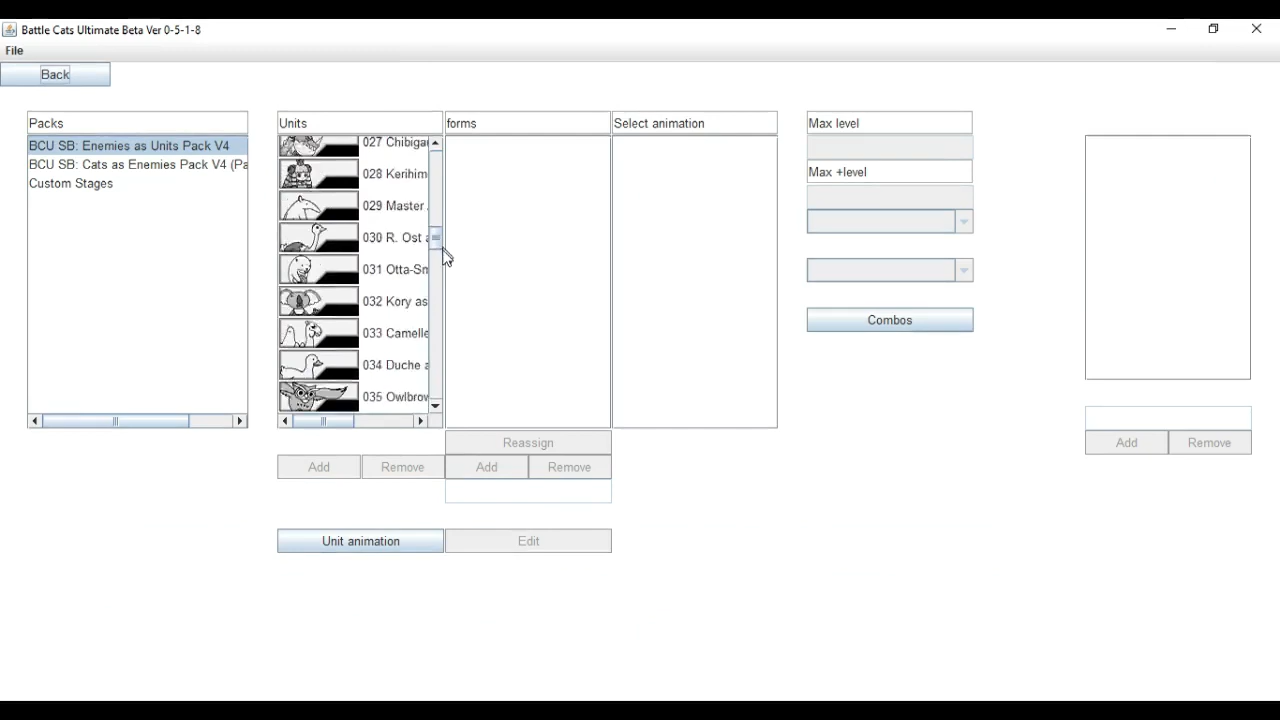 Battle Cats Ultimate Beta Ver 0-5-1-8
File
Back
Packs
BCU SB: Enemies as Units Pack V4
BCU SB: Cats as Enemies Pack V4 (Pa
Custom Stages
Units
027 Chibigar
028 Kerihim
029 Master
030 R. Ost a
031 Otta-Sm
032 Kory as
033 Camelle
034 Duche a
035 Owlbrow
forms
Select animation
Max level
Max +level
Combos
Reassign
Add
Remove
Add
Remove
Add
Remove
Unit animation
Edit